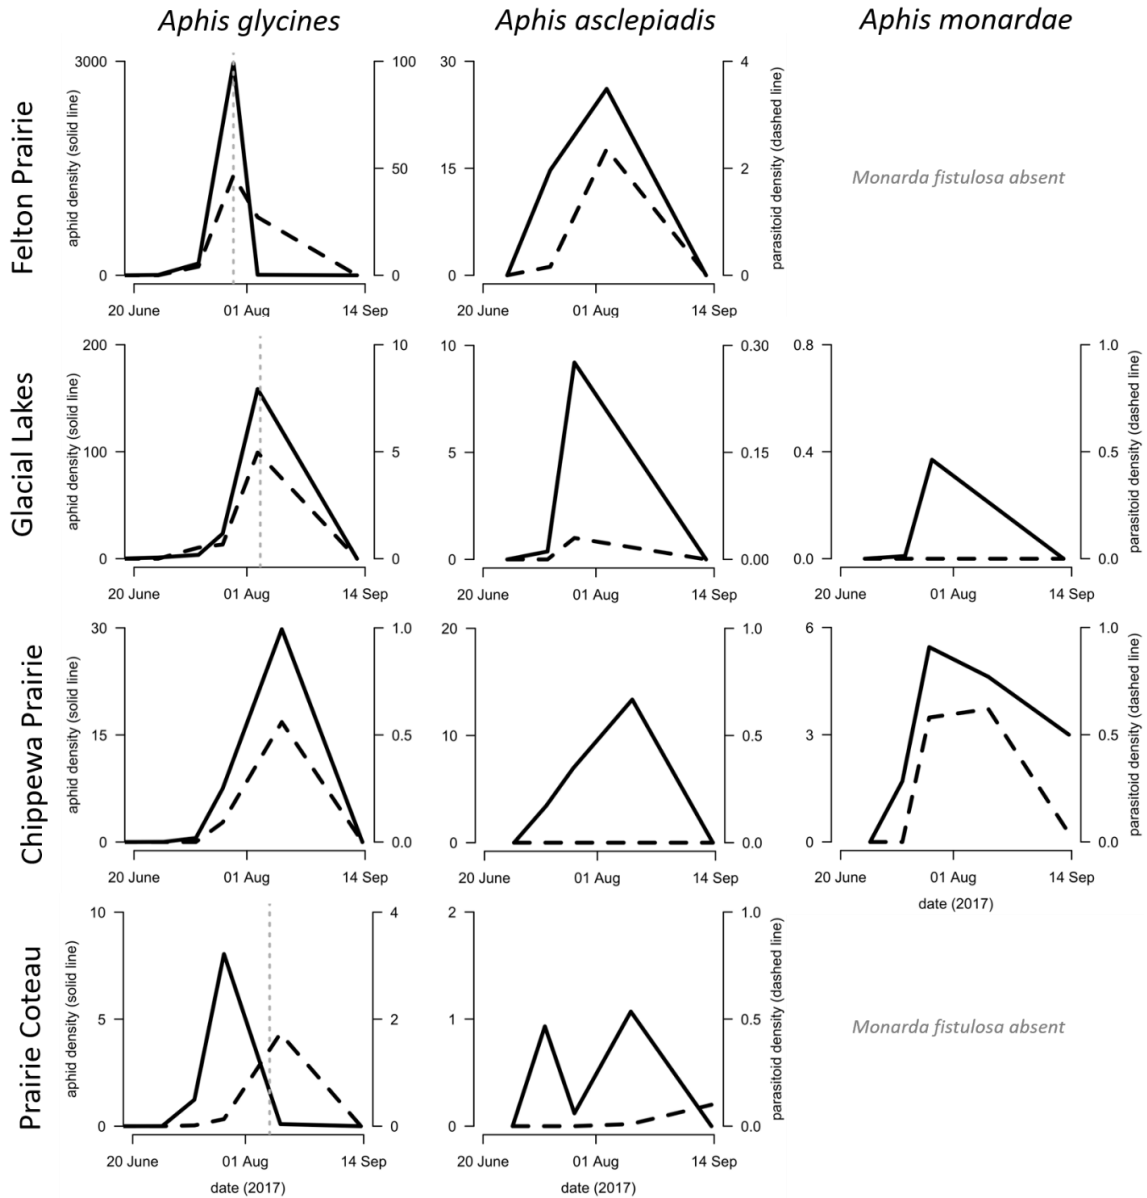 Aphis glycines
Aphis asclepiadis
Aphis monardae
Felton Prairie
aphid density (solid line)
3000
1500
0
100
50
0
20 June
01 Aug
14 Sep
30
15
0
4
2
0
parasitoid density (dashed line)
20 June
01 Aug
14 Sep
Monarda fistulosa absent
Glacial Lakes
aphid density (solid line)
200
100
0
10
5
0
20 June
01 Aug
14 Sep
10
5
0
0.30
0.15
0.00
20 June
01 Aug
14 Sep
0.8
0.4
0.0
1.0
0.5
0.0
parasitoid density (dashed line)
20 June
01 Aug
14 Sep
Chippewa Prairie
aphid density (solid line)
30
15
0
1.0
0.5
0.0
20 June
01 Aug
14 Sep
20
10
0
1.0
0.5
0.0
20 June
01 Aug
14 Sep
6
3
0
1.0
0.5
0.0
parasitoid density (dashed line)
20 June
01 Aug
14 Sep
date (2017)
Prairie Coteau
aphid density (solid line)
10
5
0
4
2
0
20 June
01 Aug
14 Sep
date (2017)
2
1
0
1.0
0.5
0.0
parasitoid density (dashed line)
20 June
01 Aug
14 Sep
date (2017)
Monarda fistulosa absent